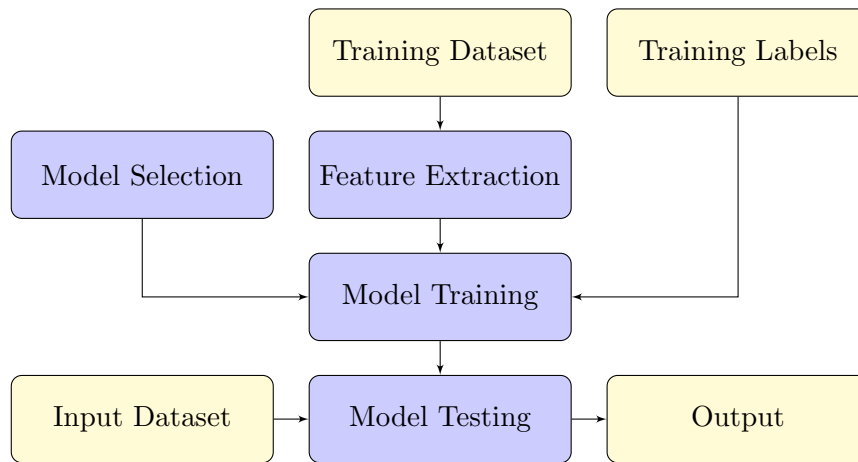 Training Dataset
Training Labels
Model Selection
Feature Extraction
Model Training
Input Dataset
Model Testing
Output